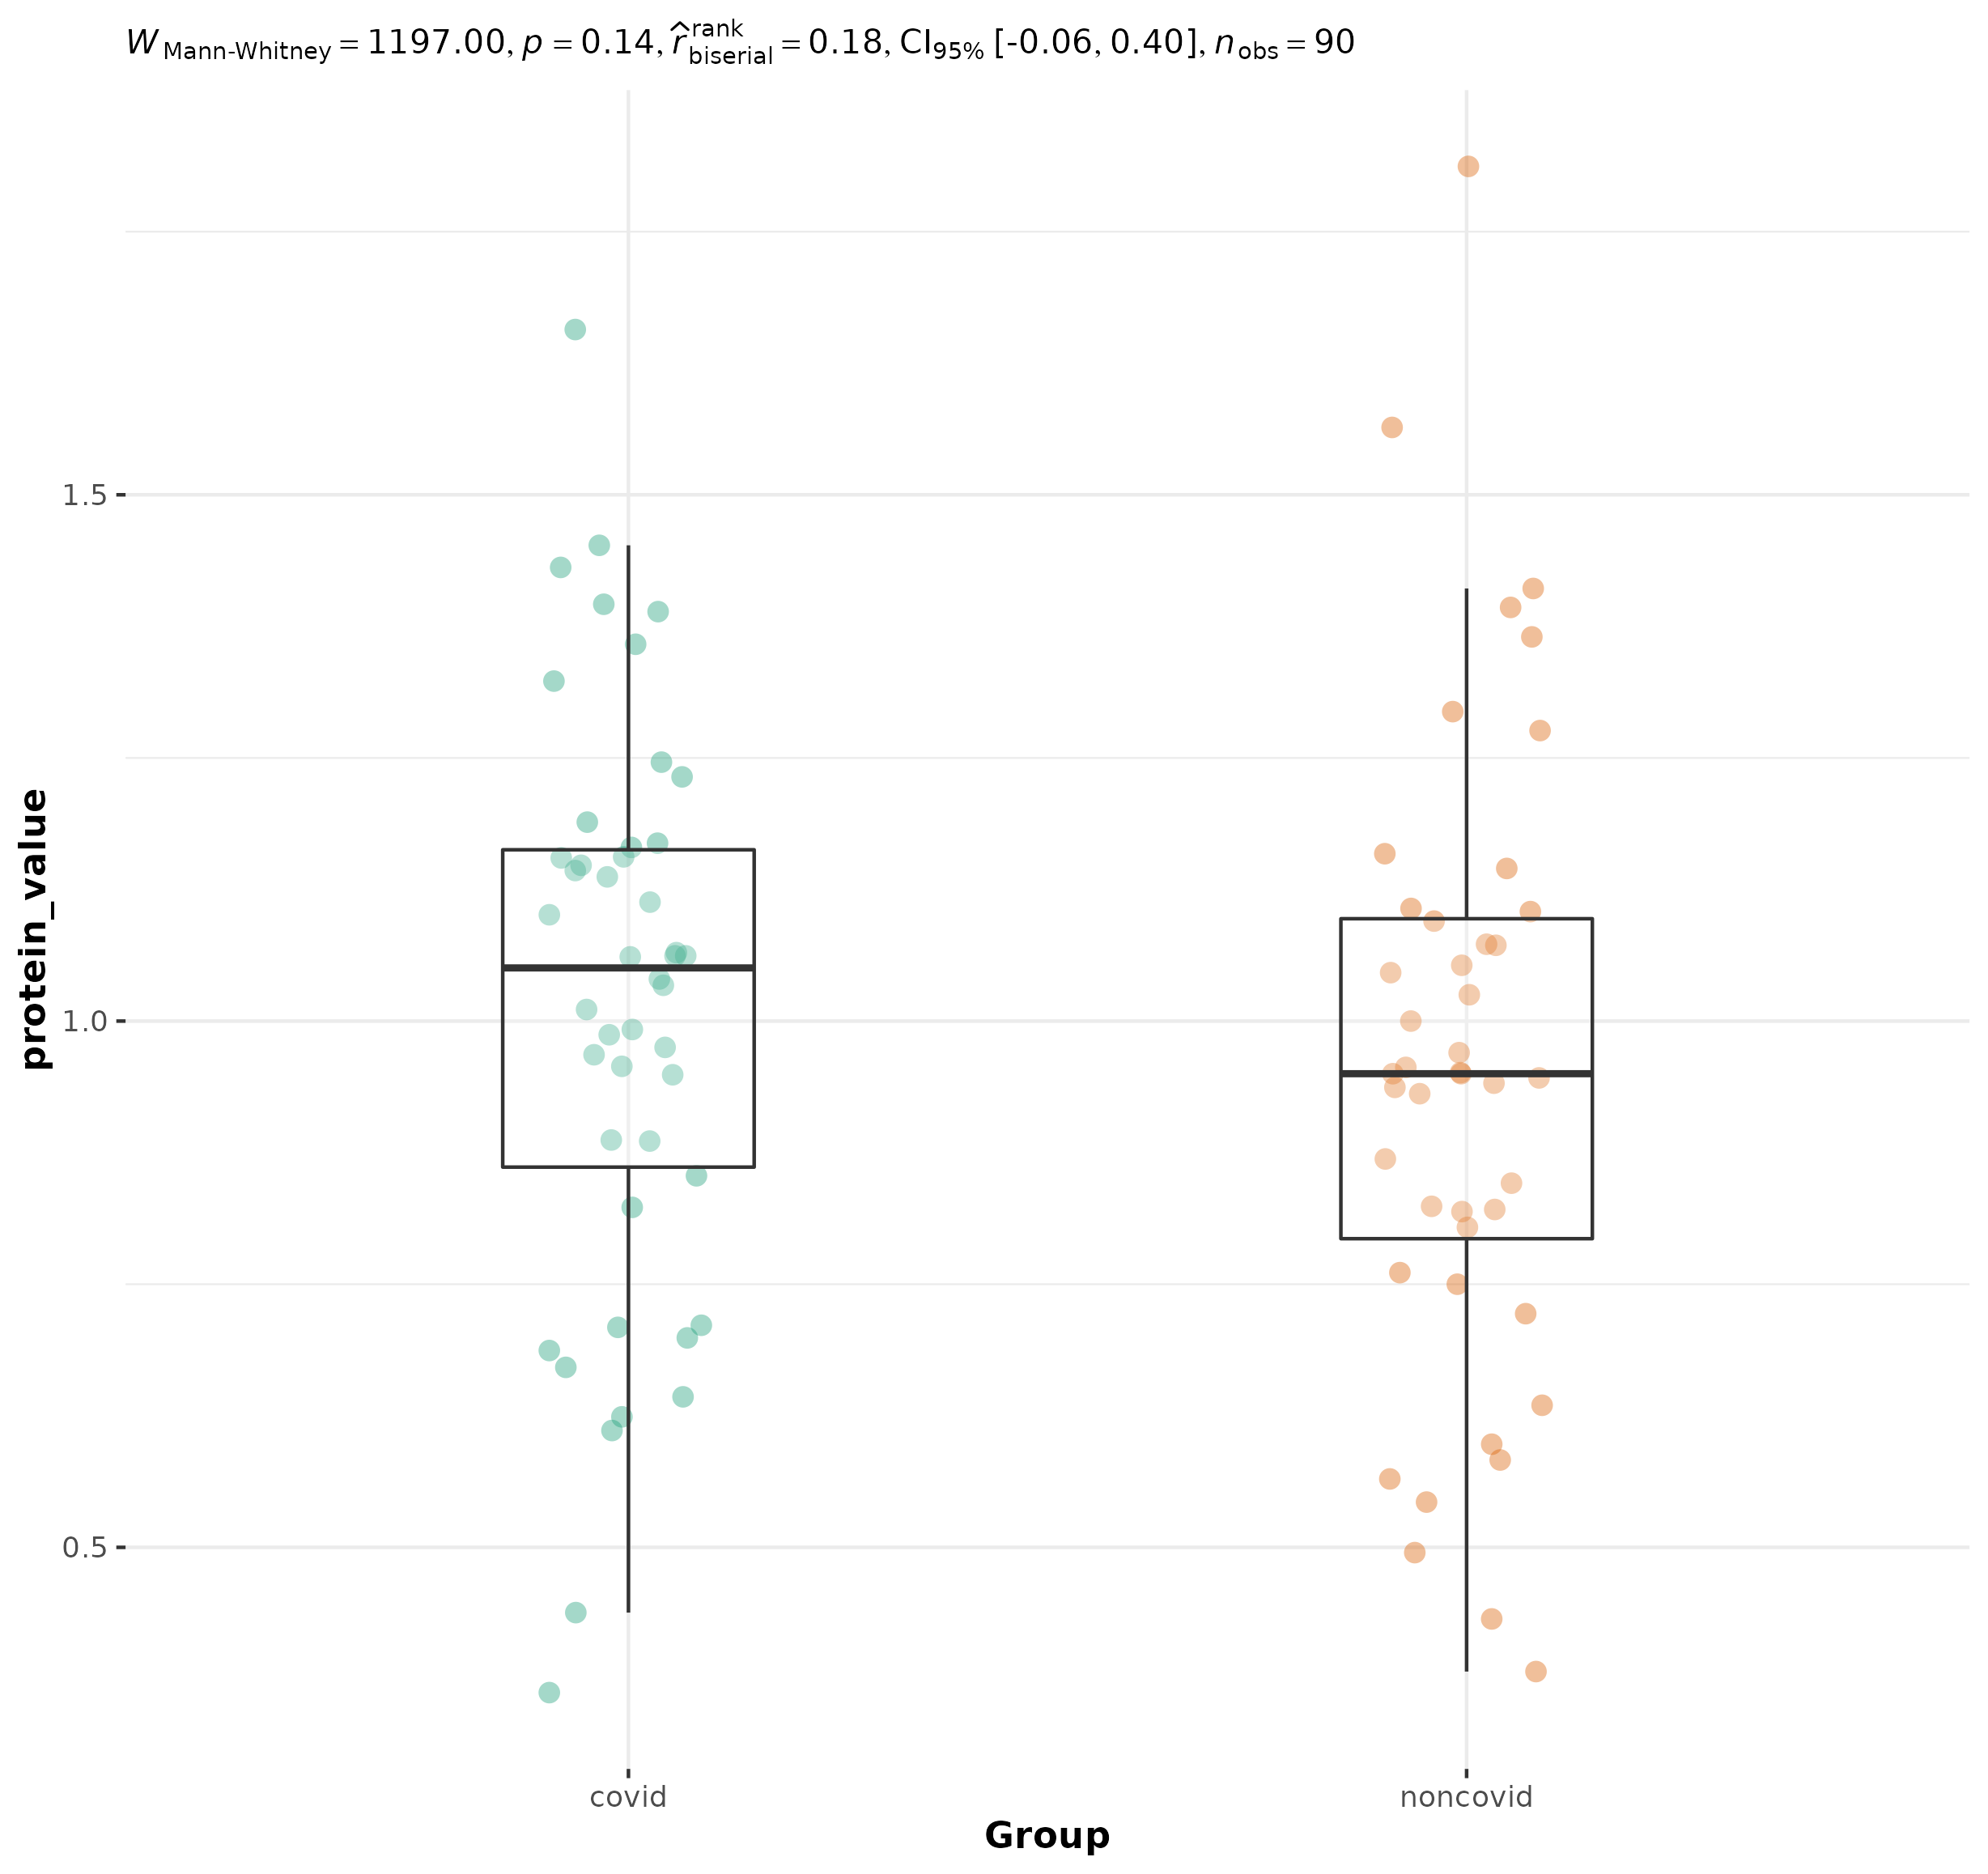 W Mann-Whitney = 1197.00, p = 0.14, r̂ rank biserial = 0.18, CI95% [-0.06, 0.40], nobs = 90
1.5
1.0
0.5
protein_value
covid noncovid
Group